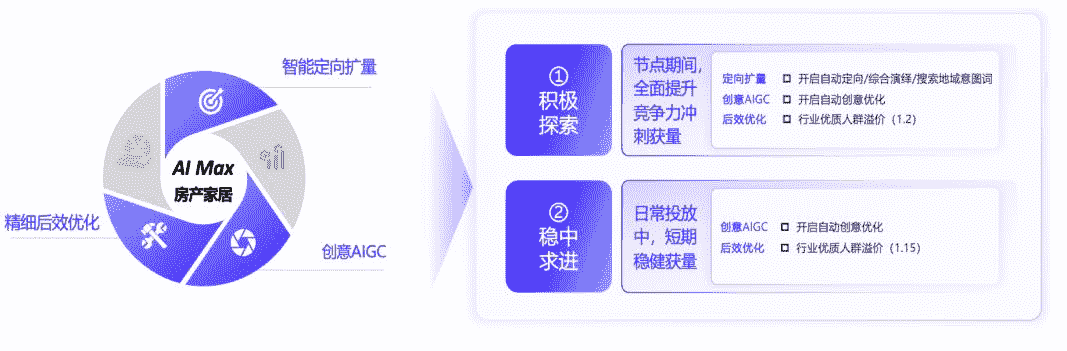 智能定向扩量
AI Max
房产家居
精细后效优化
创意AIGC
①
积极
探索
节点期间，
全面提升
竞争力冲
刺获量
定向扩量 口 开启自动定向/综合演绎/搜索地域意图词
创意AIGC 口 开启自动创意优化
后效优化 口 行业优质人群溢价（1.2）
②
稳中
求进
日常投放
中，短期
稳健获量
创意AIGC 口 开启自动创意优化
后效优化 口 行业优质人群溢价（1.15）